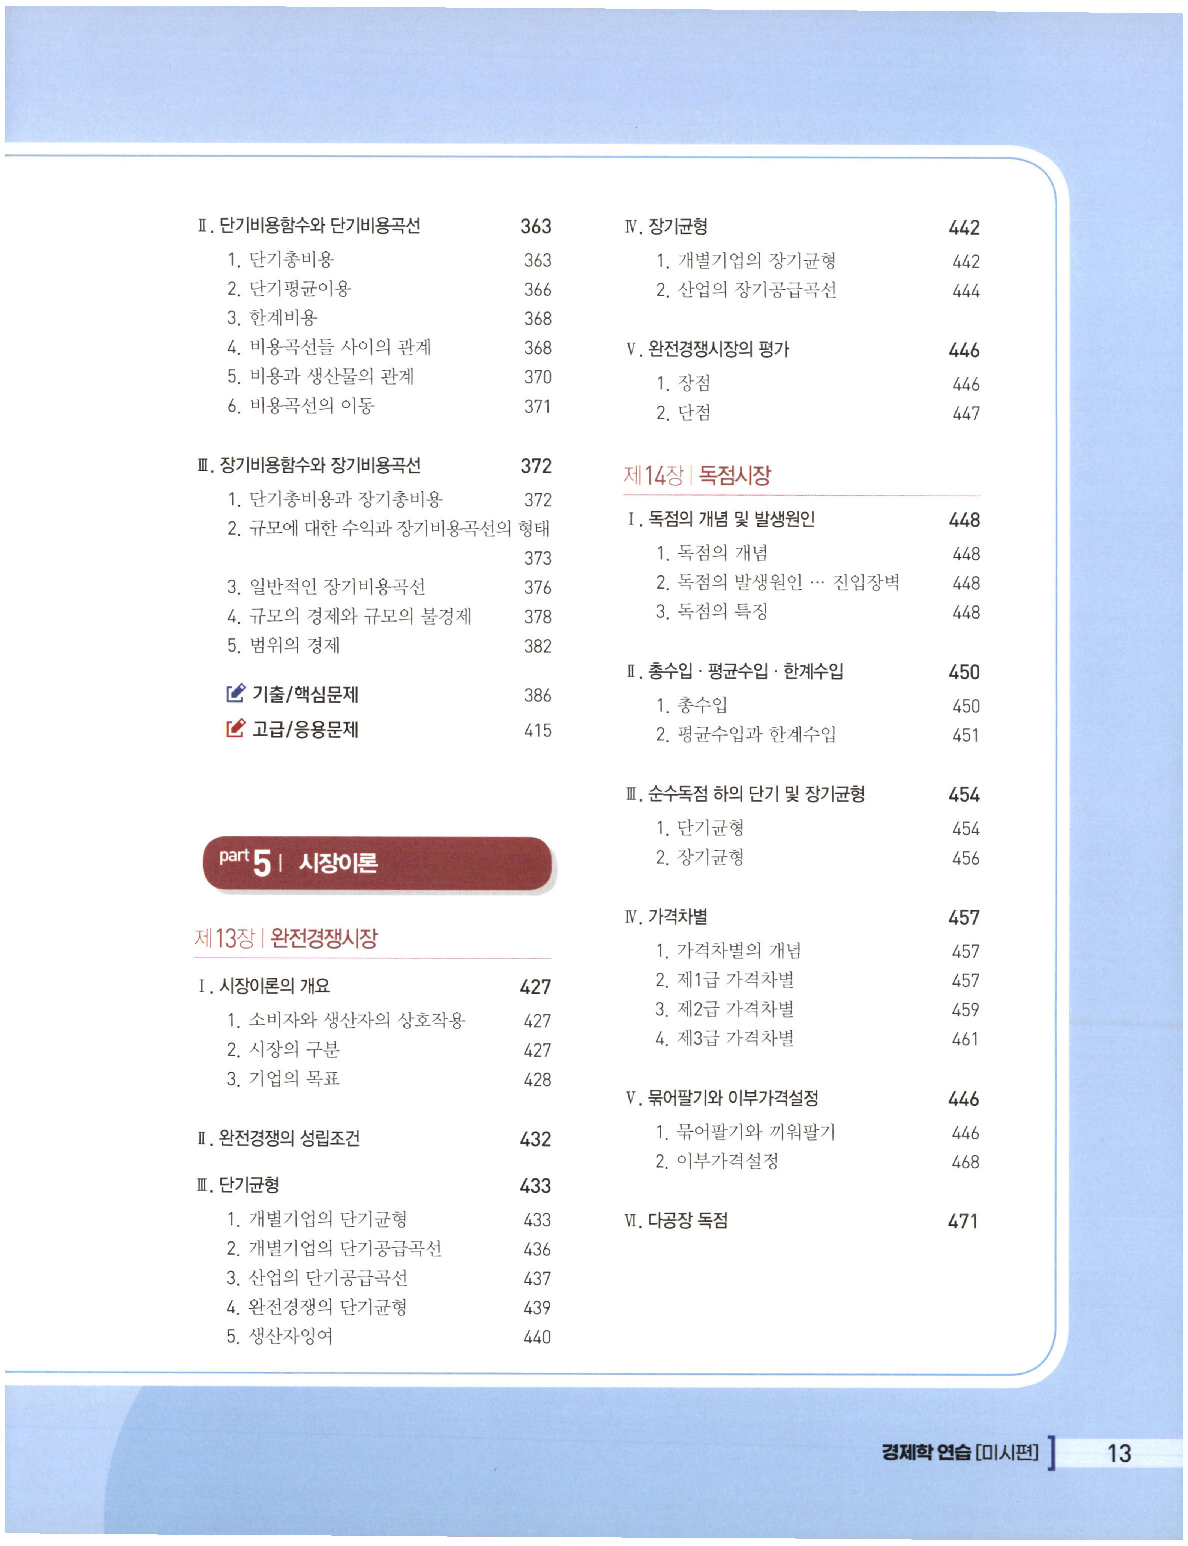 Ⅱ. 단기비용함수와 단기비용곡선 363
1. 단기총비용 363
2. 단기평균이용 366
3. 한계비용 368
4. 비용곡선들 사이의 관계 368
5. 비용과 생산물의 관계 370
6. 비용곡선의 이동 371
Ⅲ. 장기비용함수와 장기비용곡선 372
1. 단기총비용과 장기총비용 372
2. 규모에 대한 수익과 장기비용곡선의 형태
373
3. 일반적인 장기비용곡선 376
4. 규모의 경제와 규모의 불경제 378
5. 범위의 경제 382
기출/핵심문제 386
고급/응용문제 415
part 5 | 시장이론
제13장 | 완전경쟁시장
Ⅰ. 시장이론의 개요 427
1. 소비자와 생산자의 상호작용 427
2. 시장의 구분 427
3. 기업의 목표 428
Ⅱ. 완전경쟁의 성립조건 432
Ⅲ. 단기균형 433
1. 개별기업의 단기균형 433
2. 개별기업의 단기공급곡선 436
3. 산업의 단기공급곡선 437
4. 완전경쟁의 단기균형 439
5. 생산자잉여 440
Ⅳ. 장기균형 442
1. 개별기업의 장기균형 442
2. 산업의 장기공급곡선 444
Ⅴ. 완전경쟁시장의 평가 446
1. 장점 446
2. 단점 447
제14장 | 독점시장
Ⅰ. 독점의 개념 및 발생원인 448
1. 독점의 개념 448
2. 독점의 발생원인 … 진입장벽 448
3. 독점의 특징 448
Ⅱ. 총수입 · 평균수입 · 한계수입 450
1. 총수입 450
2. 평균수입과 한계수입 451
Ⅲ. 순수독점 하의 단기 및 장기균형 454
1. 단기균형 454
2. 장기균형 456
Ⅳ. 가격차별 457
1. 가격차별의 개념 457
2. 제1급 가격차별 457
3. 제2급 가격차별 459
4. 제3급 가격차별 461
Ⅴ. 묶어팔기와 이부가격설정 446
1. 묶어팔기와 끼워팔기 446
2. 이부가격설정 468
Ⅵ. 다공장 독점 471
경제학 연습 [미시편] 13